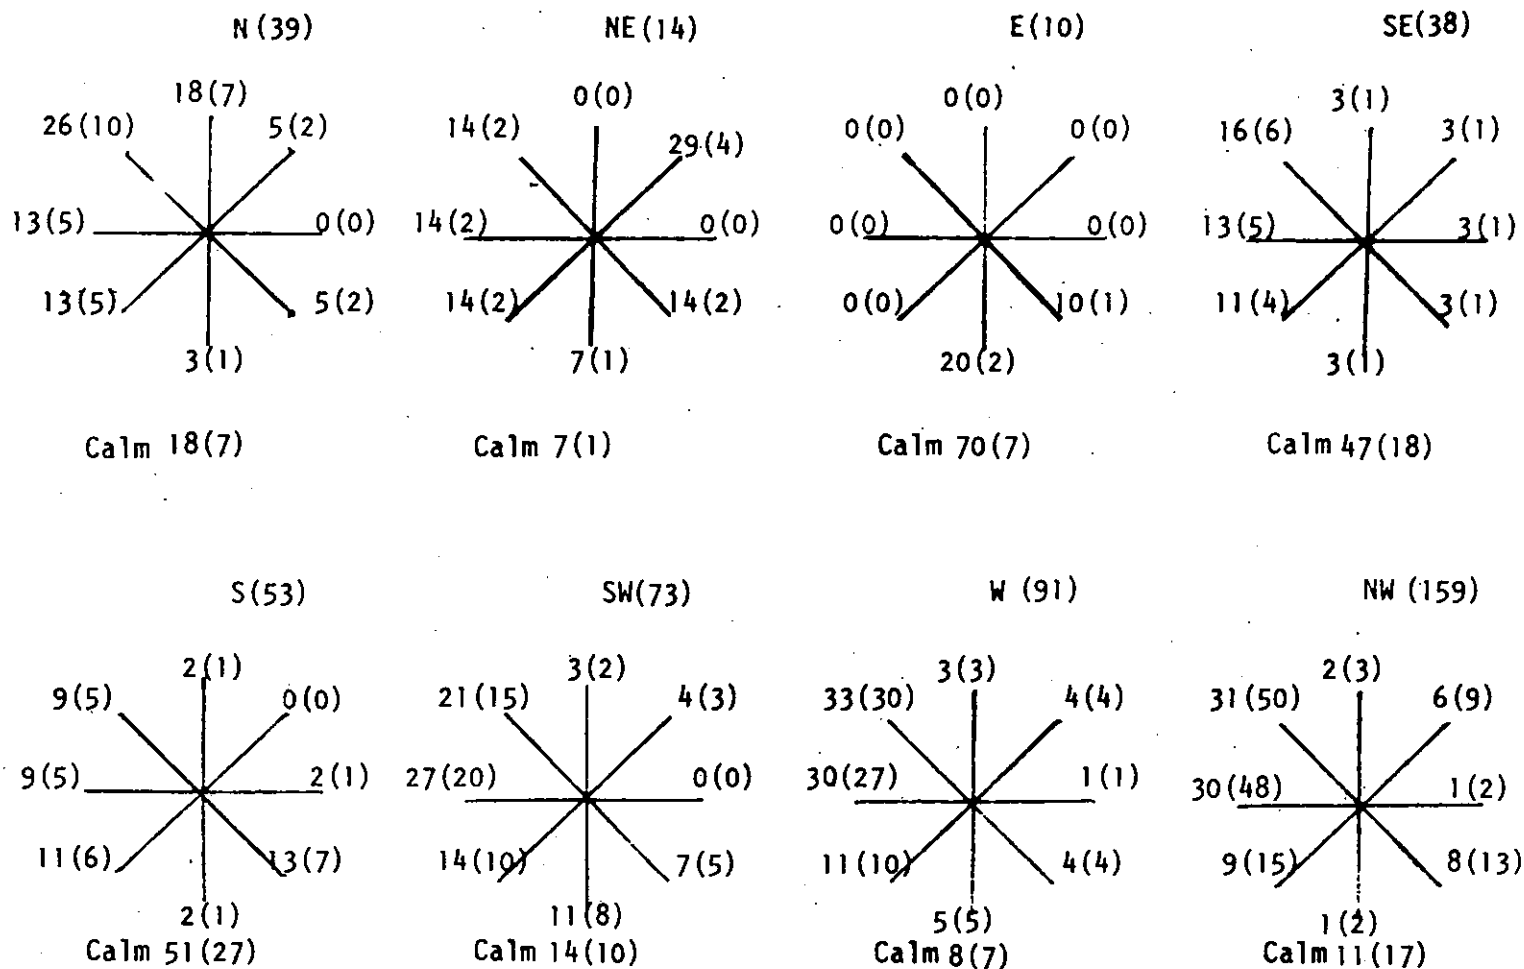 N (39) NE (14) E (10) SE (38)
18(7) 0(0) 0(0) 3(1)
26(10) 5(2) 14(2) 29(4) 0(0) 0(0) 16(6) 3(1)
13(5) 0(0) 14(2) 0(0) 0(0) 0(0) 13(5) 3(1)
13(5) 5(2) 14(2) 14(2) 0(0) 10(1) 11(4) 3(1)
3(1) 7(1) 20(2) 3(1)
Calm 18(7) Calm 7(1) Calm 70(7) Calm 47(18)
S(53) SW(73) W (91) NW (159)
2(1) 3(2) 3(3) 2(3)
9(5) 0(0) 21(15) 4(3) 33(30) 4(4) 31(50) 6(9)
9(5) 2(1) 27(20) 0(0) 30(27) 1(1) 30(48) 1(2)
11(6) 13(7) 14(10) 7(5) 11(10) 4(4) 9(15) 8(13)
2(1) 11(8) 5(5) 1(2)
Calm 51(27) Calm 14(10) Calm 8(7) Calm 11(17)